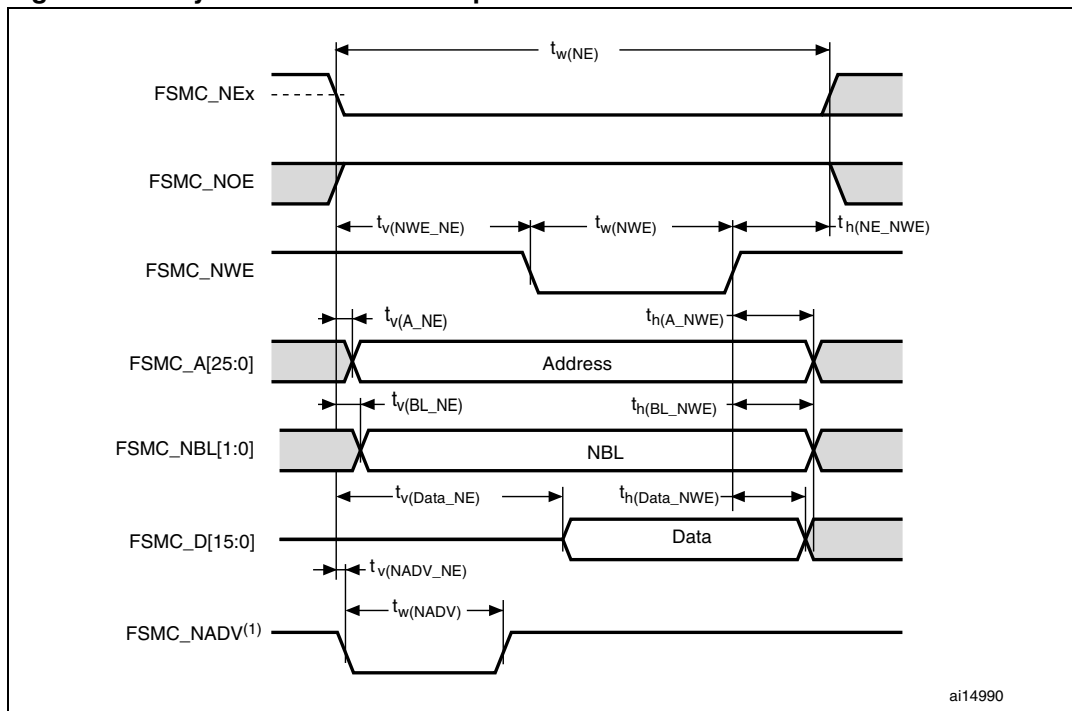 t_w(NE)
FSMC_NEx
FSMC_NOE
t_v(NWE_NE)
t_w(NWE)
t_h(NE_NWE)
FSMC_NWE
t_v(A_NE)
t_h(A_NWE)
FSMC_A[25:0]
Address
t_v(BL_NE)
t_h(BL_NWE)
FSMC_NBL[1:0]
NBL
t_v(Data_NE)
t_h(Data_NWE)
FSMC_D[15:0]
Data
t_v(NADV_NE)
t_w(NADV)
FSMC_NADV(1)
ai14990